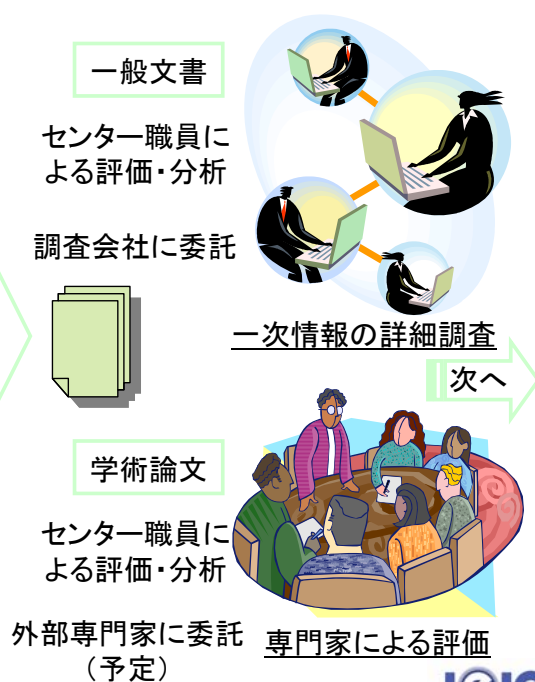 一般文書
センター職員に
よる評価・分析
調査会社に委託
一次情報の詳細調査
次へ
学術論文
センター職員に
よる評価・分析
外部専門家に委託
（予定）
専門家による評価